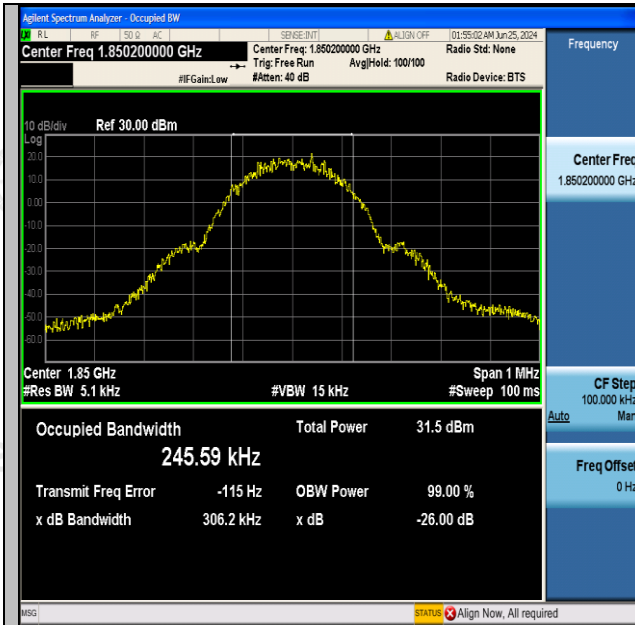 Agilent Spectrum Analyzer - Occupied BW
RL RF 50 Ω AC SENSE:INT ALIGN OFF 01:55:02 AM Jun 25, 2024
Center Freq 1.850200000 GHz Center Freq: 1.850200000 GHz Radio Std: None
Trig: Free Run Avg|Hold: 100/100
#IFGain:Low #Atten: 40 dB Radio Device: BTS
10 dB/div Ref 30.00 dBm
Log
20.0
10.0
0.00
-10.0
-20.0
-30.0
-40.0
-50.0
-60.0
Center 1.85 GHz Span 1 MHz
#Res BW 5.1 kHz #VBW 15 kHz #Sweep 100 ms
Occupied Bandwidth Total Power 31.5 dBm
245.59 kHz
Transmit Freq Error -115 Hz OBW Power 99.00 %
x dB Bandwidth 306.2 kHz x dB -26.00 dB
MSG STATUS Align Now, All required
Frequency
Center Freq
1.850200000 GHz
CF Step
100.000 kHz
Auto Man
Freq Offset
0 Hz